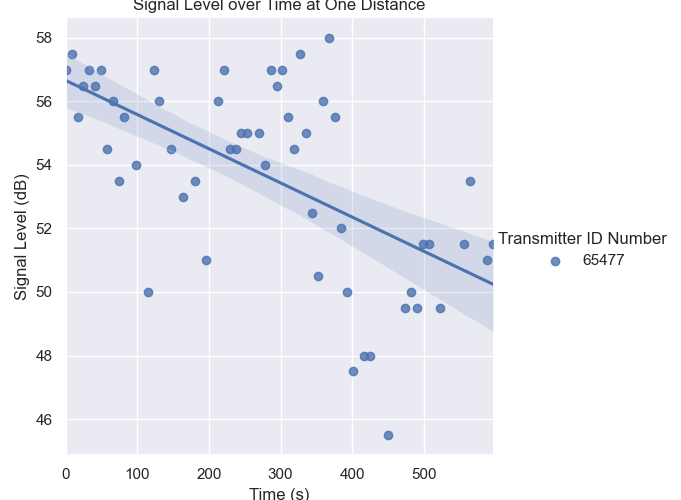 Signal Level over Time at One Distance
58
56
54
52
50
48
46
Signal Level (dB)
0 100 200 300 400 500
Time (s)
Transmitter ID Number
65477